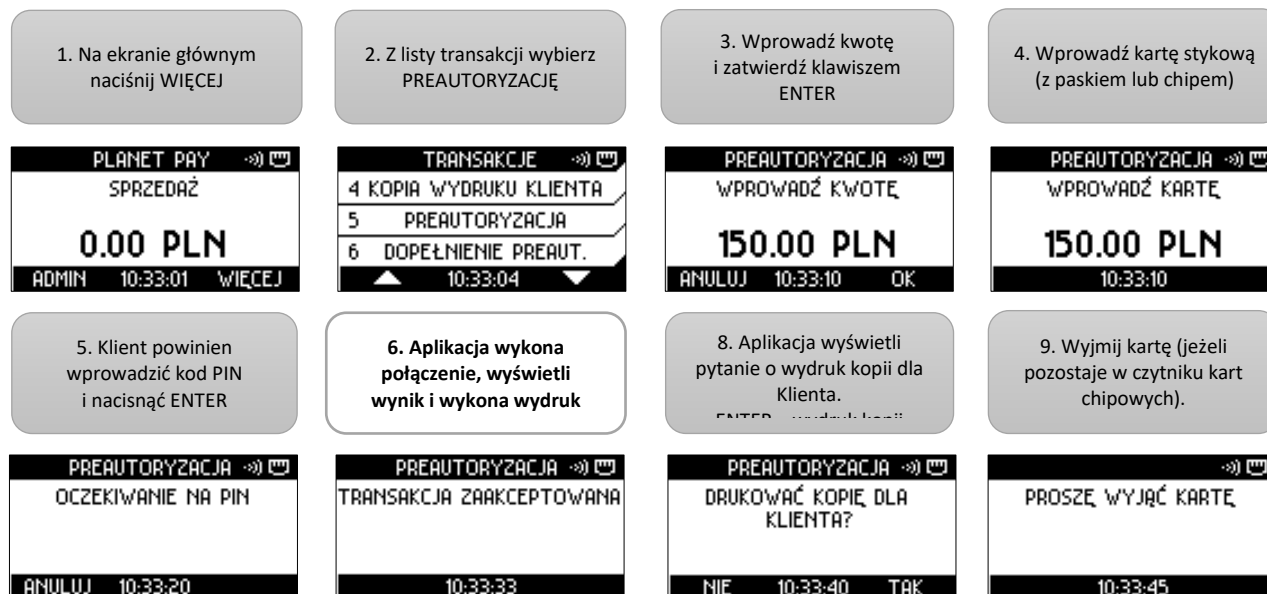 1. Na ekranie głównym
naciśnij WIĘCEJ
2. Z listy transakcji wybierz
PREAUTORYZACJĘ
3. Wprowadź kwotę
i zatwierdź klawiszem
ENTER
4. Wprowadź kartę stykową
(z paskiem lub chipem)
PLANET PAY
SPRZEDAŻ
0.00 PLN
ADMIN 10:33:01 WIĘCEJ
TRANSAKCJE
4 KOPIA WYDRUKU KLIENTA
5 PREAUTORYZACJA
6 DOPEŁNIENIE PREAUT.
10:33:04
PREAUTORYZACJA
WPROWADŹ KWOTĘ
150.00 PLN
ANULUJ 10:33:10 OK
PREAUTORYZACJA
WPROWADŹ KARTĘ
150.00 PLN
10:33:10
5. Klient powinien
wprowadzić kod PIN
i nacisnąć ENTER
6. Aplikacja wykona
połączenie, wyświetli
wynik i wykona wydruk
8. Aplikacja wyświetli
pytanie o wydruk kopii dla
Klienta.
ENTER – wydruk kopii
9. Wyjmij kartę (jeżeli
pozostaje w czytniku kart
chipowych).
PREAUTORYZACJA
OCZEKIWANIE NA PIN
ANULUJ 10:33:20
PREAUTORYZACJA
TRANSAKCJA ZAAKCEPTOWANA
10:33:33
PREAUTORYZACJA
DRUKOWAĆ KOPIĘ DLA
KLIENTA?
NIE 10:33:40 TAK
PROSZĘ WYJĄĆ KARTĘ
10:33:45